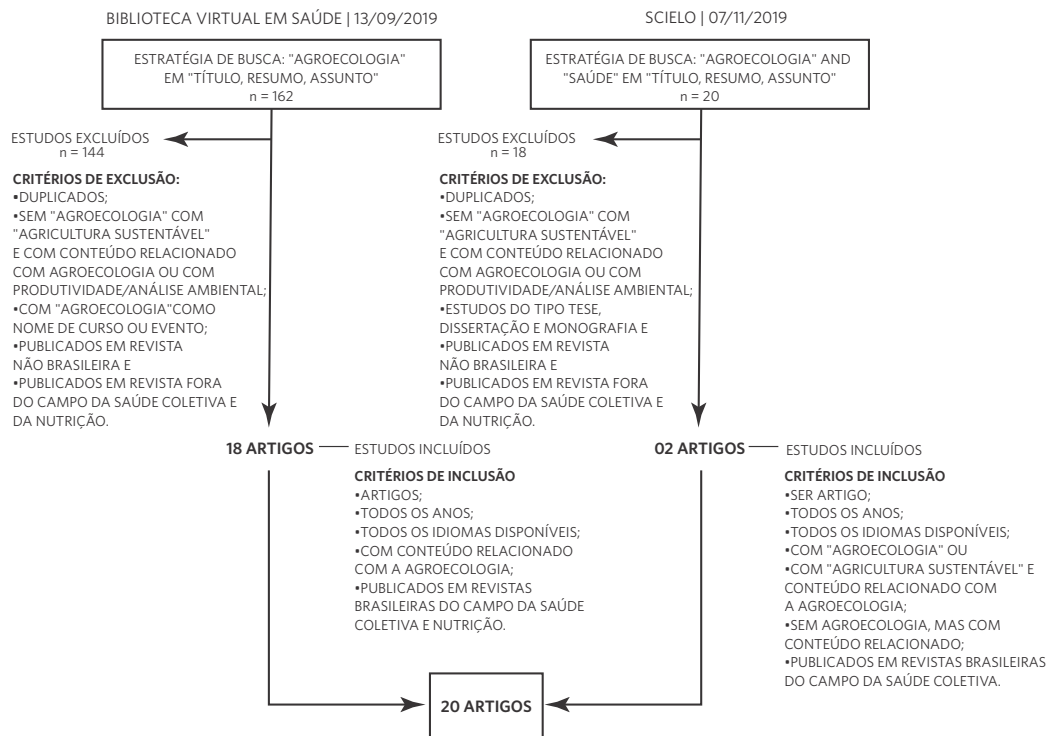 BIBLIOTECA VIRTUAL EM SAÚDE | 13/09/2019
ESTRATÉGIA DE BUSCA: "AGROECOLOGIA"
EM "TÍTULO, RESUMO, ASSUNTO"
n = 162
ESTUDOS EXCLUÍDOS
n = 144
CRITÉRIOS DE EXCLUSÃO:
•DUPLICADOS;
•SEM "AGROECOLOGIA" COM
"AGRICULTURA SUSTENTÁVEL"
E COM CONTEÚDO RELACIONADO
COM AGROECOLOGIA OU COM
PRODUTIVIDADE/ANÁLISE AMBIENTAL;
•COM "AGROECOLOGIA"COMO
NOME DE CURSO OU EVENTO;
•PUBLICADOS EM REVISTA
NÃO BRASILEIRA E
•PUBLICADOS EM REVISTA FORA
DO CAMPO DA SAÚDE COLETIVA E
DA NUTRIÇÃO.
18 ARTIGOS
ESTUDOS INCLUÍDOS
CRITÉRIOS DE INCLUSÃO
•ARTIGOS;
•TODOS OS ANOS;
•TODOS OS IDIOMAS DISPONÍVEIS;
•COM CONTEÚDO RELACIONADO
COM A AGROECOLOGIA;
•PUBLICADOS EM REVISTAS
BRASILEIRAS DO CAMPO DA SAÚDE
COLETIVA E NUTRIÇÃO.
SCIELO | 07/11/2019
ESTRATÉGIA DE BUSCA: "AGROECOLOGIA" AND
"SAÚDE" EM "TÍTULO, RESUMO, ASSUNTO"
n = 20
ESTUDOS EXCLUÍDOS
n = 18
CRITÉRIOS DE EXCLUSÃO:
•DUPLICADOS;
•SEM "AGROECOLOGIA" COM
"AGRICULTURA SUSTENTÁVEL"
E COM CONTEÚDO RELACIONADO
COM AGROECOLOGIA OU COM
PRODUTIVIDADE/ANÁLISE AMBIENTAL;
•ESTUDOS DO TIPO TESE,
DISSERTAÇÃO E MONOGRAFIA E
•PUBLICADOS EM REVISTA
NÃO BRASILEIRA E
•PUBLICADOS EM REVISTA FORA
DO CAMPO DA SAÚDE COLETIVA E
DA NUTRIÇÃO.
02 ARTIGOS
ESTUDOS INCLUÍDOS
CRITÉRIOS DE INCLUSÃO
•SER ARTIGO;
•TODOS OS ANOS;
•TODOS OS IDIOMAS DISPONÍVEIS;
•COM "AGROECOLOGIA" OU
•COM "AGRICULTURA SUSTENTÁVEL" E
CONTEÚDO RELACIONADO COM
A AGROECOLOGIA;
•SEM AGROECOLOGIA, MAS COM
CONTEÚDO RELACIONADO;
•PUBLICADOS EM REVISTAS BRASILEIRAS
DO CAMPO DA SAÚDE COLETIVA.
20 ARTIGOS